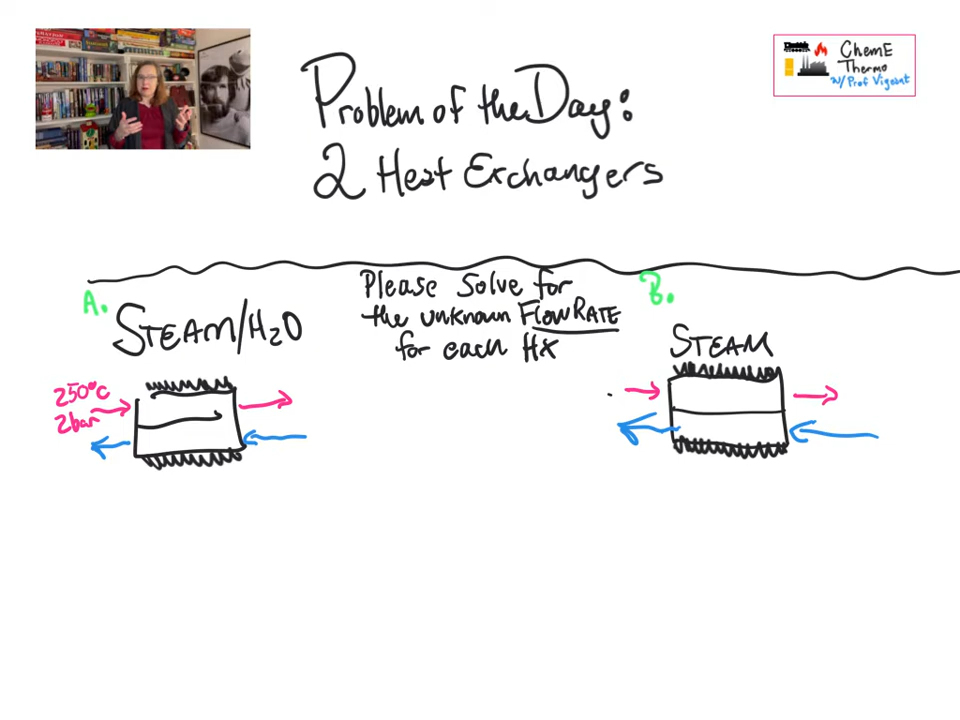 Problem of the Day:
2 Heat Exchangers
ChemE
Thermo
w/ Prof Vigeant
A.
STEAM/H2O
Please Solve for
the unknown FLOWRATE
for each HX
B.
STEAM
250°C
2bar